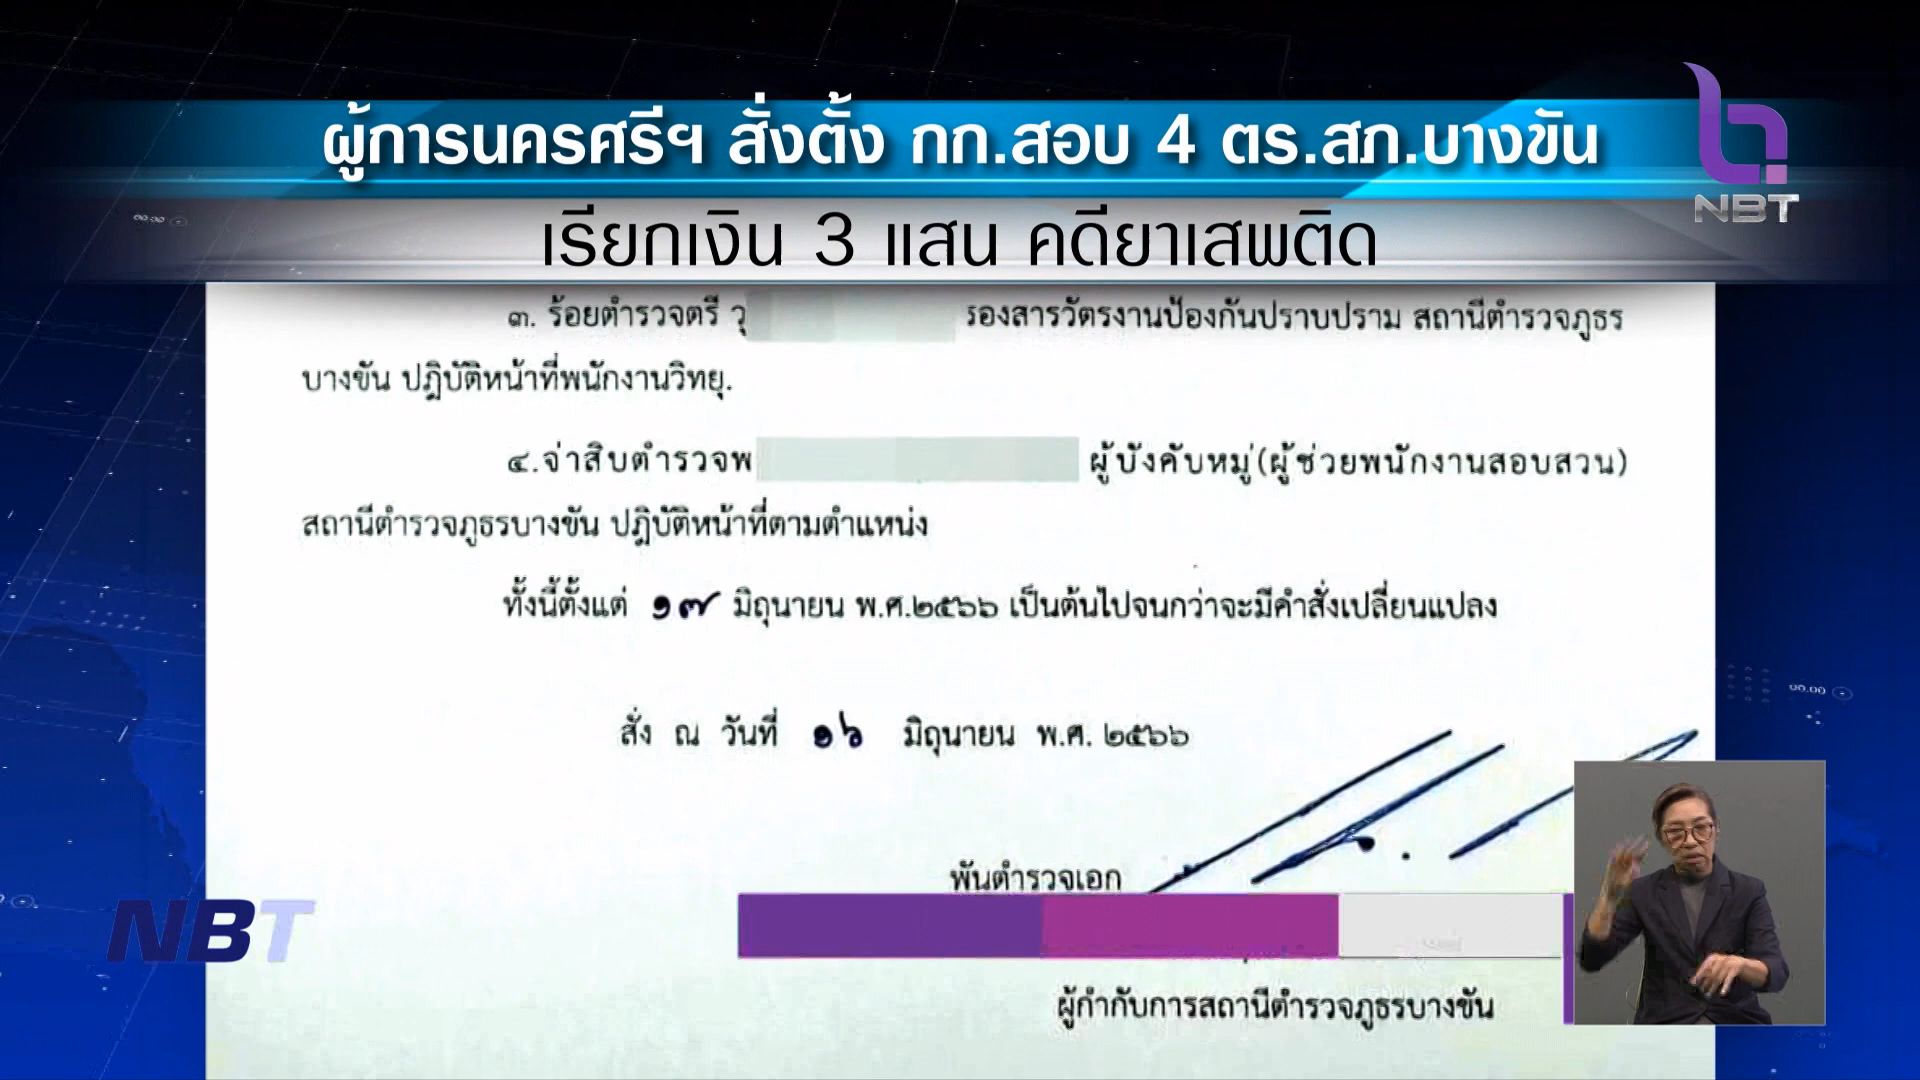 ผู้การนครศรีฯ สั่งตั้ง กก.สอบ 4 ตร.สภ.บางขัน
NBT
เรียกเงิน 3 แสน คดียาเสพติด
๓. ร้อยตำรวจตรี วุ รองสารวัตรงานป้องกันปราบปราม สถานีตำรวจภูธร
บางขัน ปฏิบัติหน้าที่พนักงานวิทยุ.
๔.จ่าสิบตำรวจพ ผู้บังคับหมู่(ผู้ช่วยพนักงานสอบสวน)
สถานีตำรวจภูธรบางขัน ปฏิบัติหน้าที่ตามตำแหน่ง
ทั้งนี้ตั้งแต่ ๑๗ มิถุนายน พ.ศ.๒๕๖๖ เป็นต้นไปจนกว่าจะมีคำสั่งเปลี่ยนแปลง
สั่ง ณ วันที่ ๑๖ มิถุนายน พ.ศ. ๒๕๖๖
พันตำรวจเอก
NBT
ผู้กำกับการสถานีตำรวจภูธรบางขัน